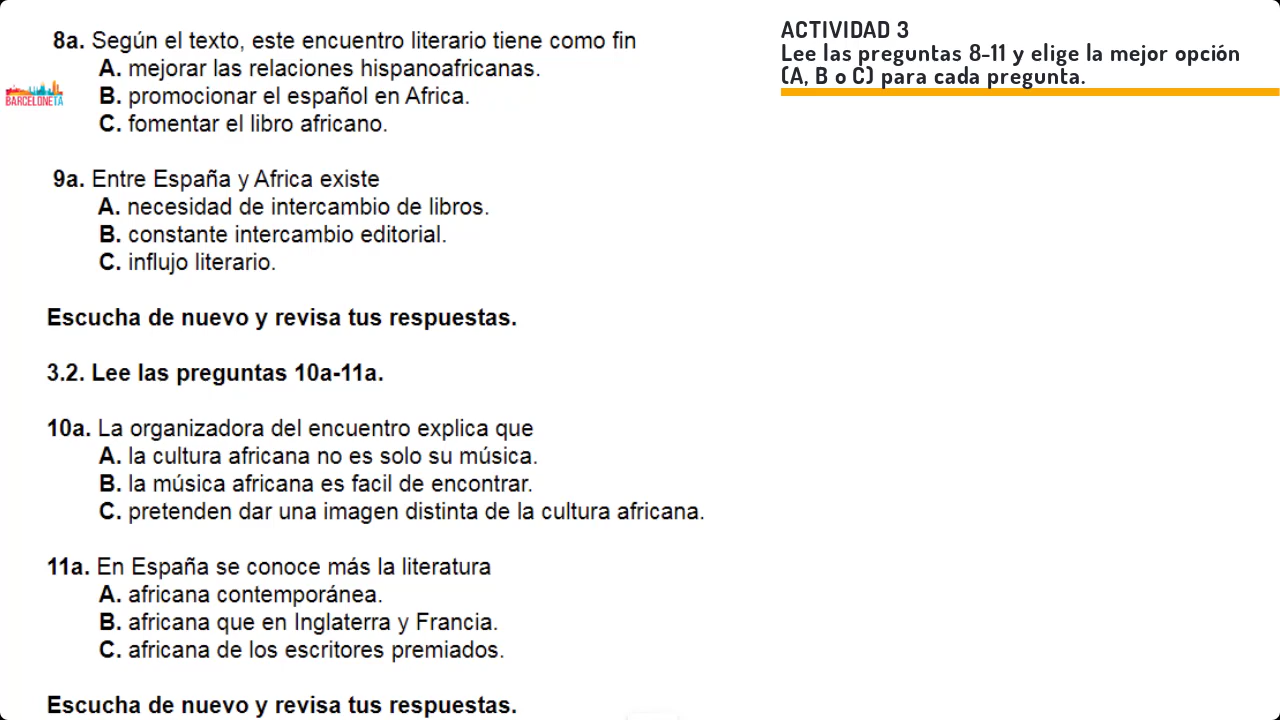 8a. Según el texto, este encuentro literario tiene como fin
A. mejorar las relaciones hispanoafricanas.
B. promocionar el español en Africa.
C. fomentar el libro africano.
9a. Entre España y Africa existe
A. necesidad de intercambio de libros.
B. constante intercambio editorial.
C. influjo literario.
Escucha de nuevo y revisa tus respuestas.
3.2. Lee las preguntas 10a-11a.
10a. La organizadora del encuentro explica que
A. la cultura africana no es solo su música.
B. la música africana es facil de encontrar.
C. pretenden dar una imagen distinta de la cultura africana.
11a. En España se conoce más la literatura
A. africana contemporánea.
B. africana que en Inglaterra y Francia.
C. africana de los escritores premiados.
Escucha de nuevo y revisa tus respuestas.
BARCELONETA
ACTIVIDAD 3
Lee las preguntas 8-11 y elige la mejor opción
(A, B o C) para cada pregunta.